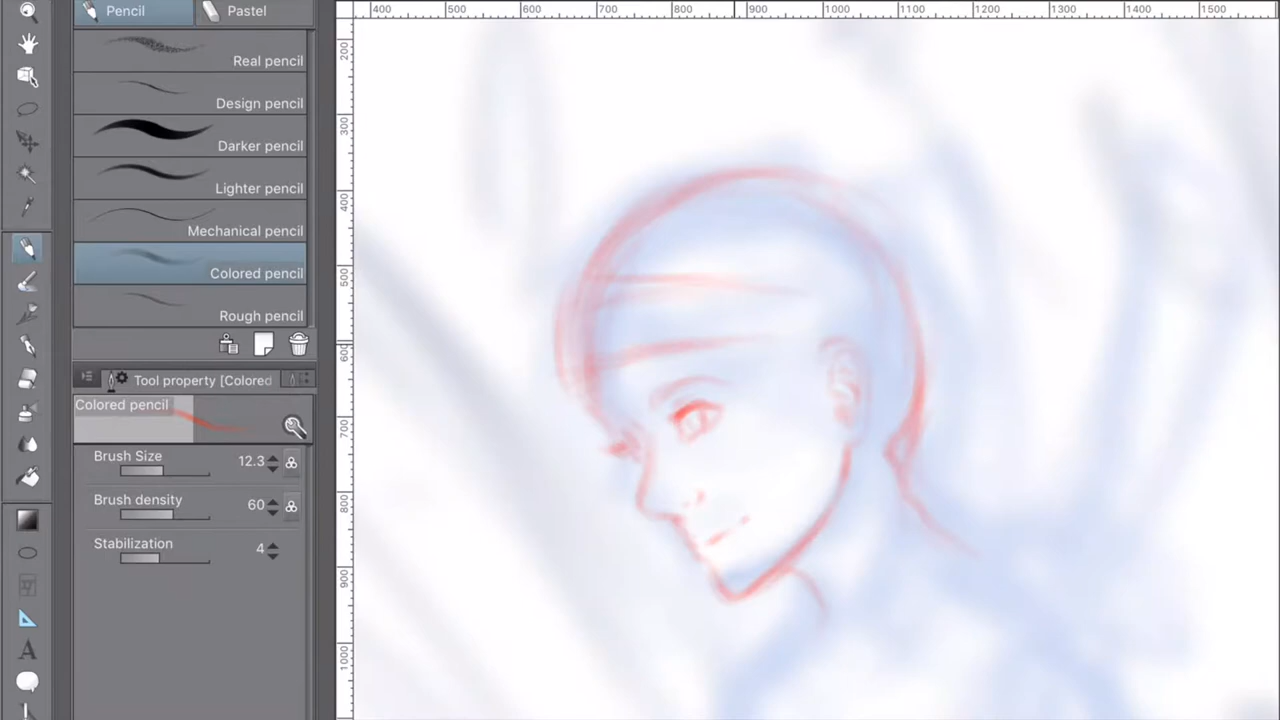 Pencil Pastel
400 500 600 700 800 900 1000 1100 1200 1300 1400 1500
Real pencil
Design pencil
Darker pencil
Lighter pencil
Mechanical pencil
Colored pencil
Rough pencil
Tool property [Colored
Colored pencil
Brush Size 12.3
Brush density 60
Stabilization 4
A
200
300
400
500
600
700
800
900
1000